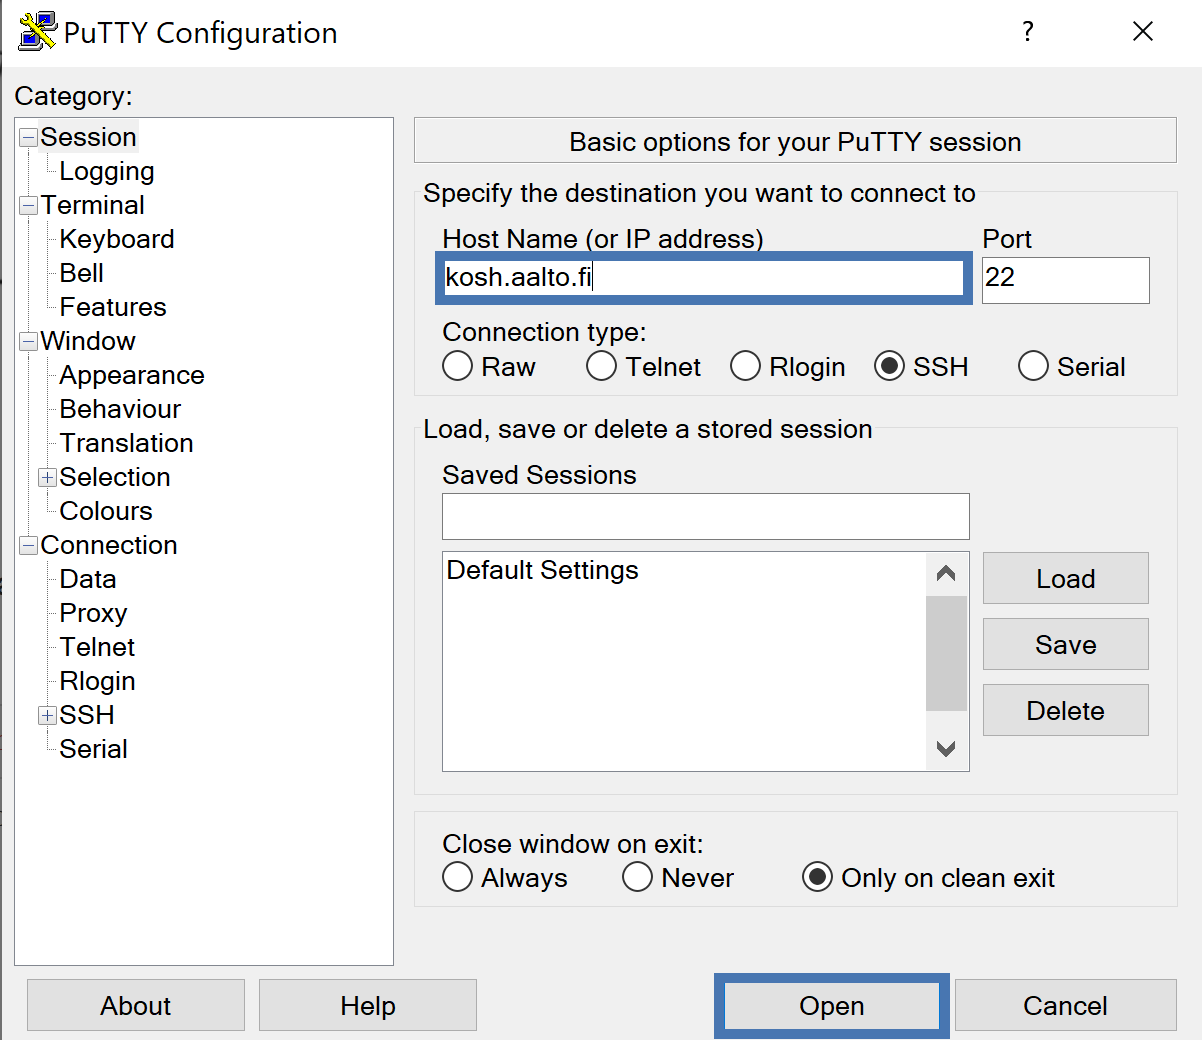 PuTTY Configuration
?
Category:
Session
Logging
Terminal
Keyboard
Bell
Features
Window
Appearance
Behaviour
Translation
Selection
Colours
Connection
Data
Proxy
Telnet
Rlogin
SSH
Serial
Basic options for your PuTTY session
Specify the destination you want to connect to
Host Name (or IP address) Port
kosh.aalto.fi 22
Connection type:
Raw Telnet Rlogin SSH Serial
Load, save or delete a stored session
Saved Sessions
Default Settings
Load
Save
Delete
Close window on exit:
Always Never Only on clean exit
About Help Open Cancel